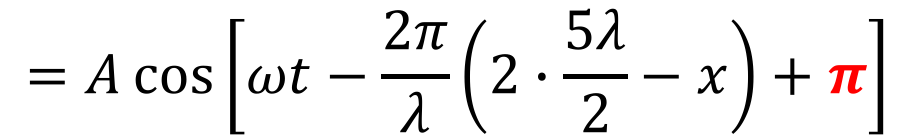 = A cos[ωt − 2π/λ (2 · 5λ/2 − x) + π]